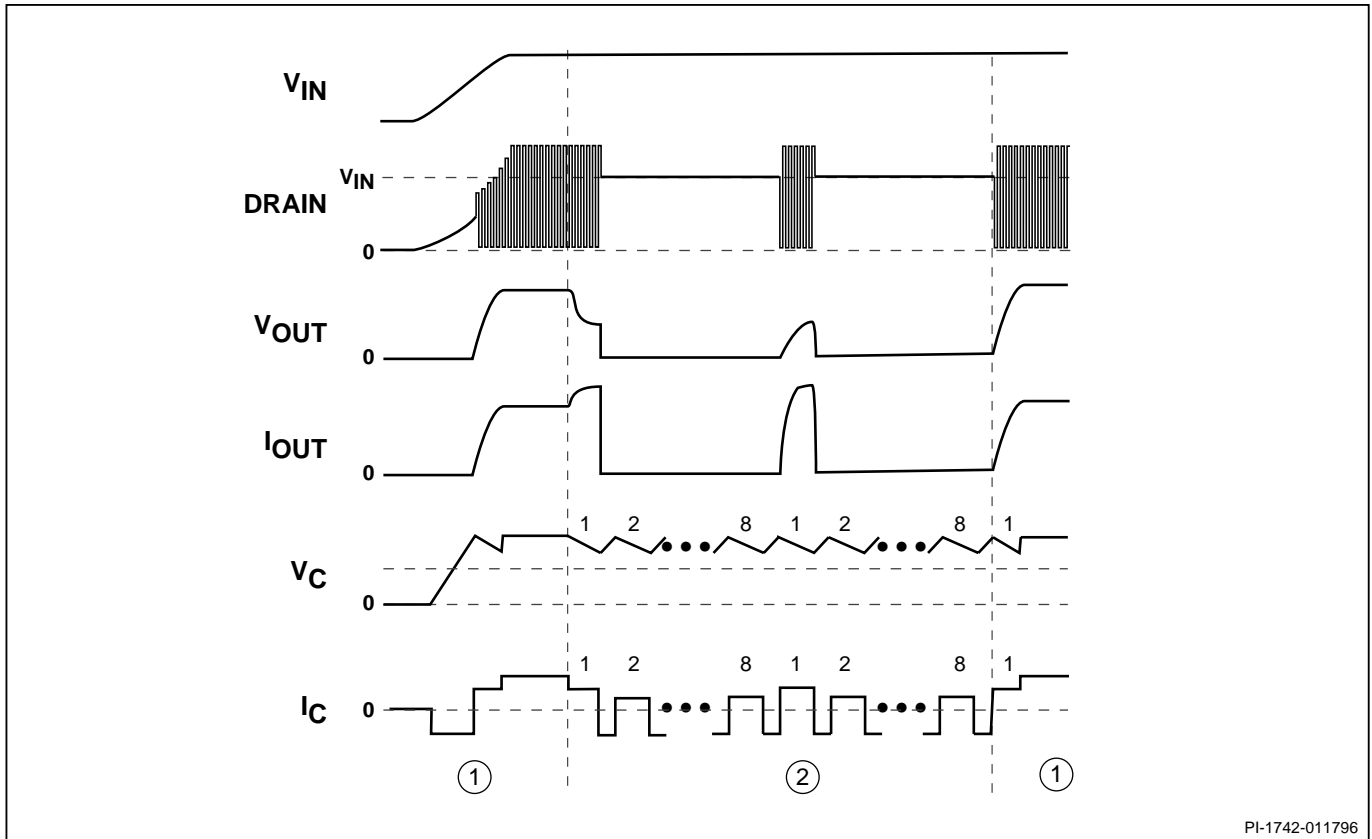 VIN
VIN
DRAIN
0
VOUT
0
IOUT
0
1 2 8 1 2 8 1
VC
0
1 2 8 1 2 8 1
IC 0
1 2 1
PI-1742-011796